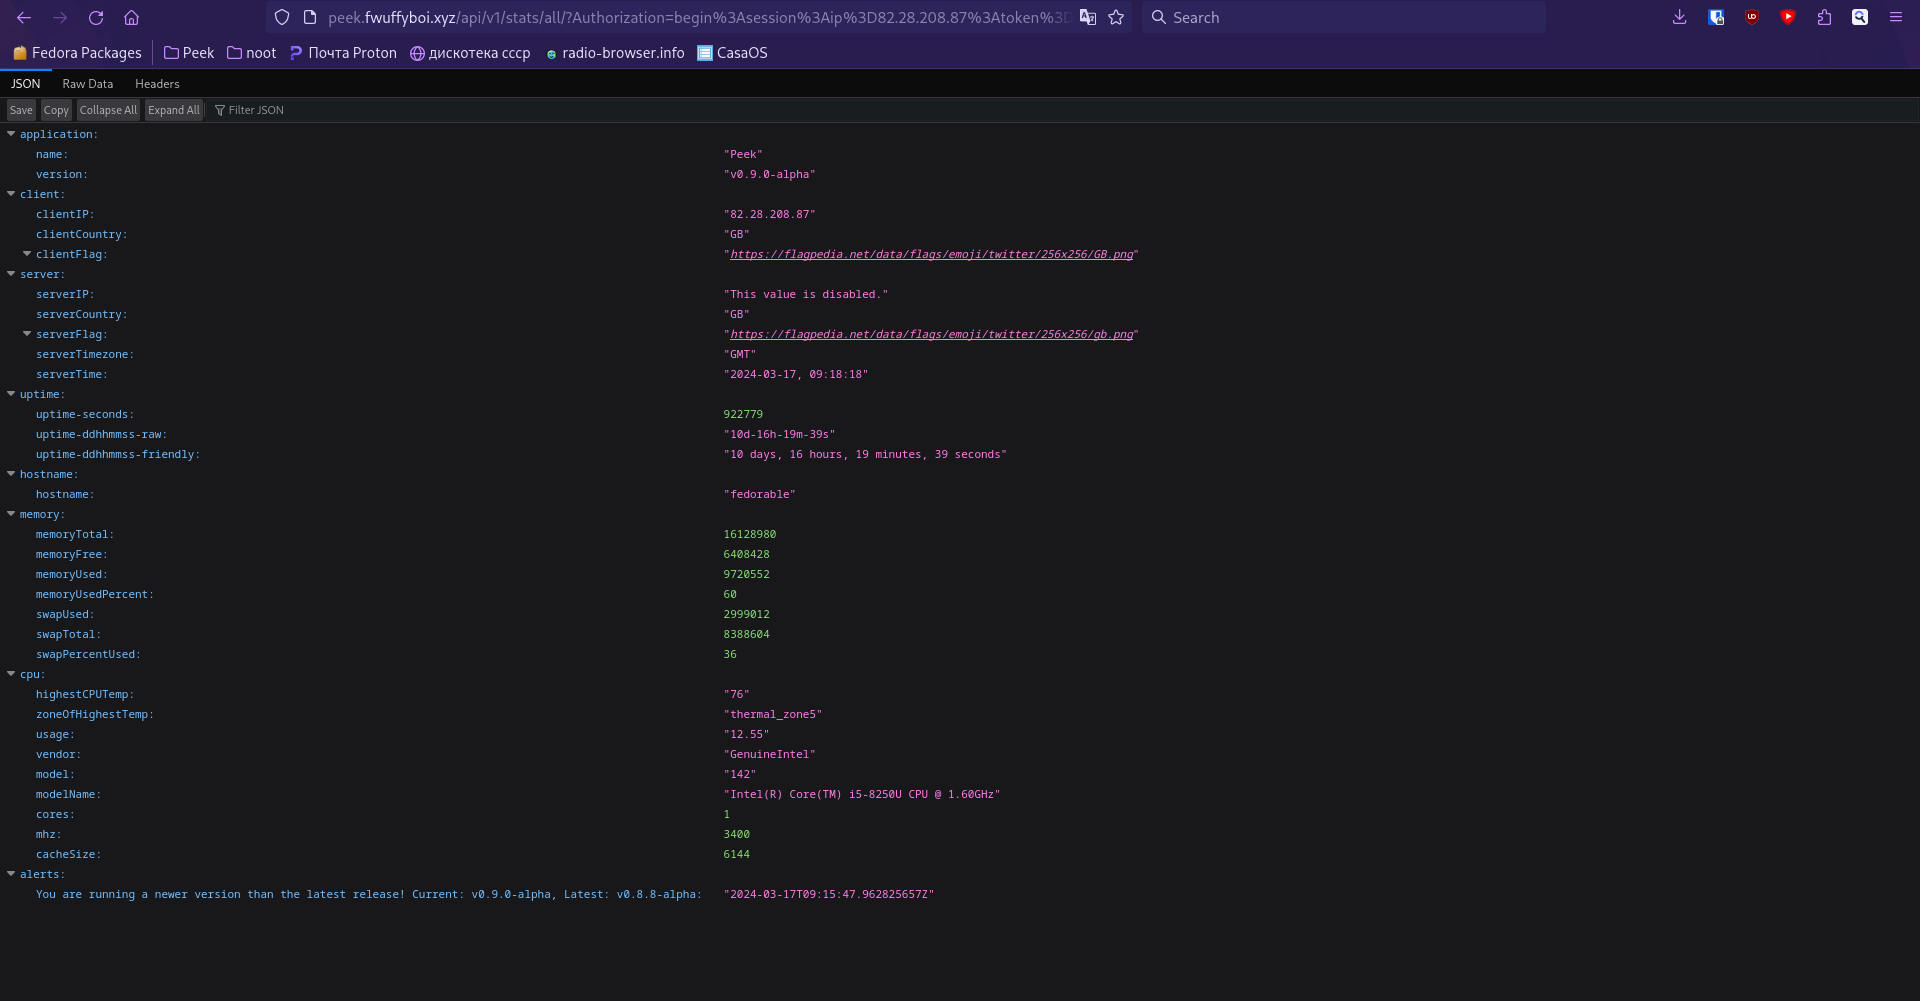 peek.fwuffyboi.xyz/api/v1/stats/all/?Authorization=begin%3Asession%3Aip%3D82.28.208.87%3Atoken%3D
Search
Fedora Packages
Peek
noot
Почта Proton
дискотека ссср
radio-browser.info
CasaOS
JSON Raw Data Headers
Save Copy Collapse All Expand All Filter JSON
application:
name: "Peek"
version: "v0.9.0-alpha"
client:
clientIP: "82.28.208.87"
clientCountry: "GB"
clientFlag: "https://flagpedia.net/data/flags/emoji/twitter/256x256/GB.png"
server:
serverIP: "This value is disabled."
serverCountry: "GB"
serverFlag: "https://flagpedia.net/data/flags/emoji/twitter/256x256/gb.png"
serverTimezone: "GMT"
serverTime: "2024-03-17, 09:18:18"
uptime:
uptime-seconds: 922779
uptime-ddhhmmss-raw: "10d-16h-19m-39s"
uptime-ddhhmmss-friendly: "10 days, 16 hours, 19 minutes, 39 seconds"
hostname:
hostname: "fedorable"
memory:
memoryTotal: 16128980
memoryFree: 6408428
memoryUsed: 9720552
memoryUsedPercent: 60
swapUsed: 2999012
swapTotal: 8388604
swapPercentUsed: 36
cpu:
highestCPUTemp: "76"
zoneOfHighestTemp: "thermal_zone5"
usage: "12.55"
vendor: "GenuineIntel"
model: "142"
modelName: "Intel(R) Core(TM) i5-8250U CPU @ 1.60GHz"
cores: 1
mhz: 3400
cacheSize: 6144
alerts:
You are running a newer version than the latest release! Current: v0.9.0-alpha, Latest: v0.8.8-alpha: "2024-03-17T09:15:47.962825657Z"